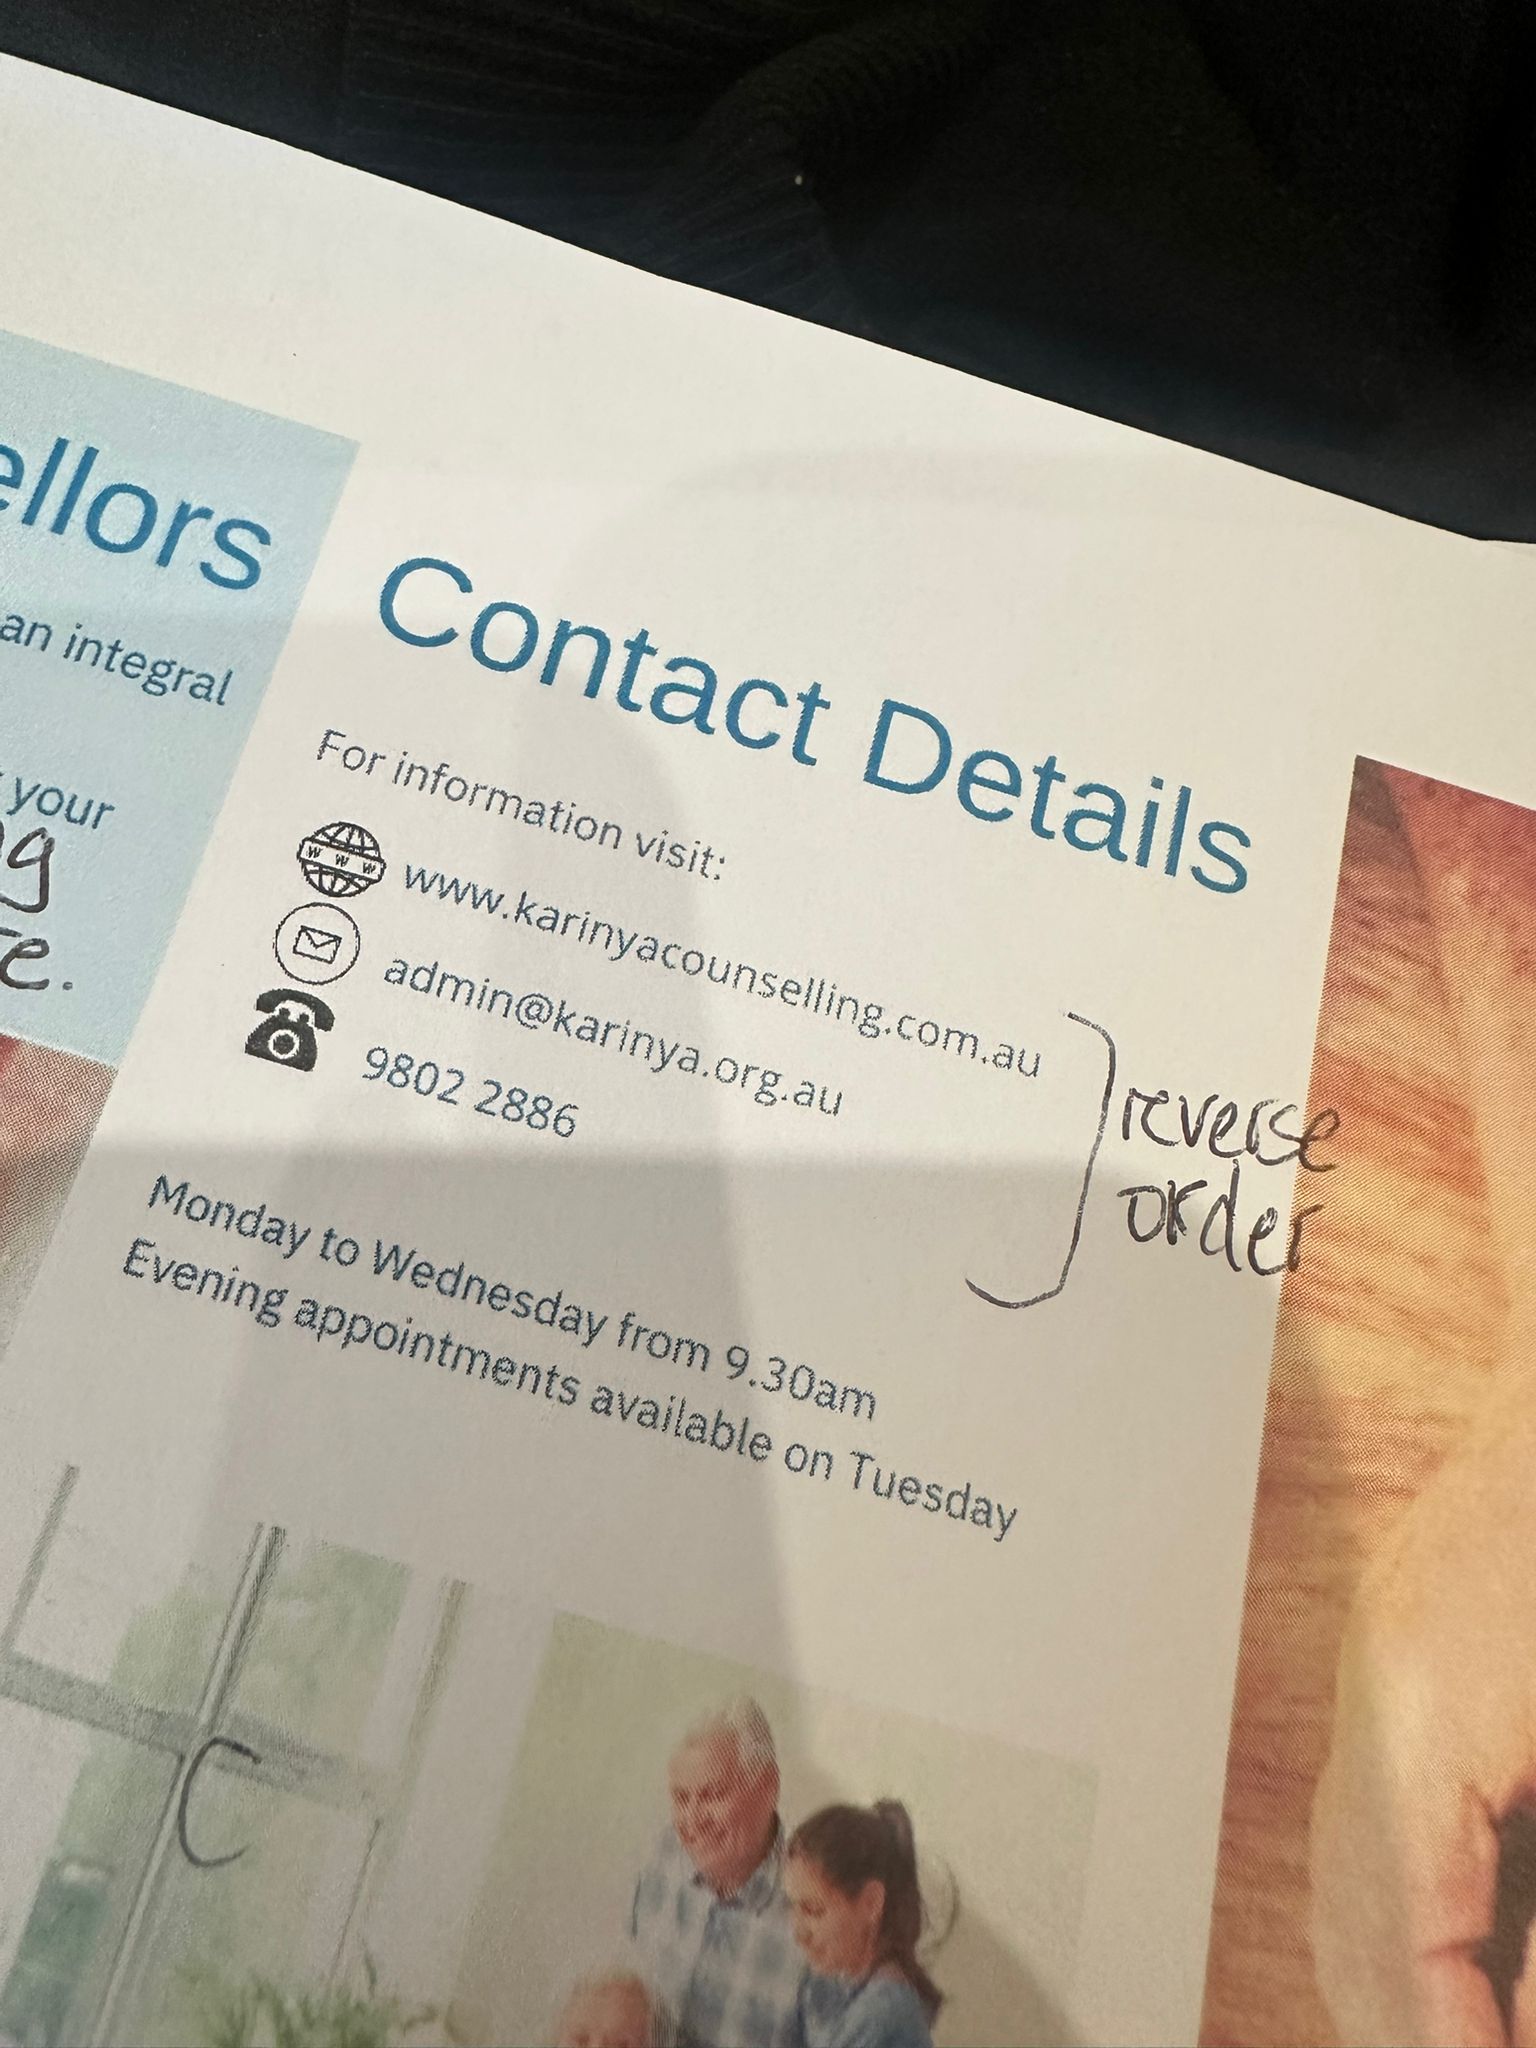 ellors
an integral
your
g
e.
Contact Details
For information visit:
www
www.karinyacounselling.com.au
admin@karinya.org.au
9802 2886
reverse
order
Monday to Wednesday from 9.30am
Evening appointments available on Tuesday
C